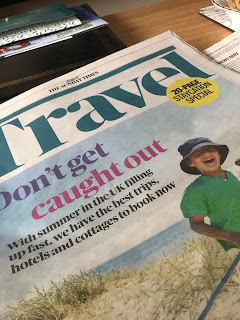 THE SUNDAY TIMES
Travel
20-PAGE
STAYCATION
SPECIAL
Don't get
caught out
With summer in the UK filling
up fast, we have the best trips,
hotels and cottages to book now